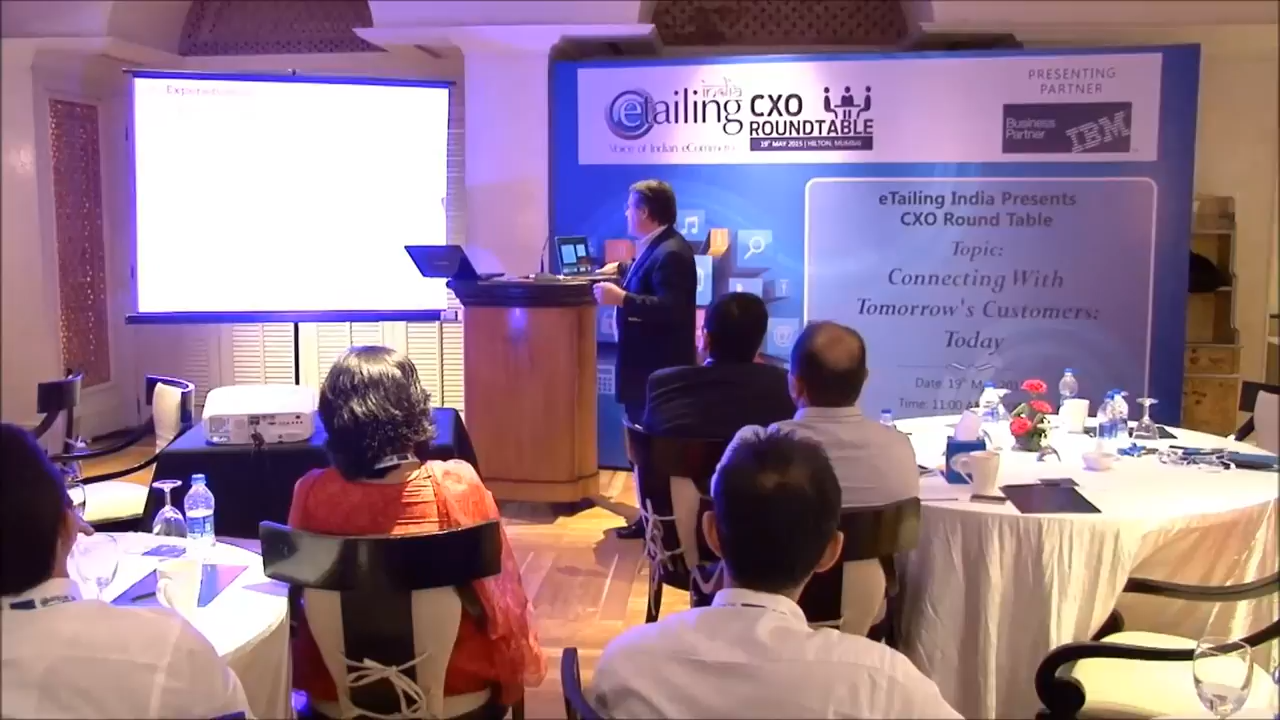 india
etailing
Voice of Indian eCommerce
CXO
ROUNDTABLE
19th MAY 2015 | HILTON, MUMBAI
PRESENTING
PARTNER
Business
Partner
IBM
eTailing India Presents
CXO Round Table
Topic:
Connecting With
Tomorrow's Customers:
Today
Date: 19th May
Time: 11:00